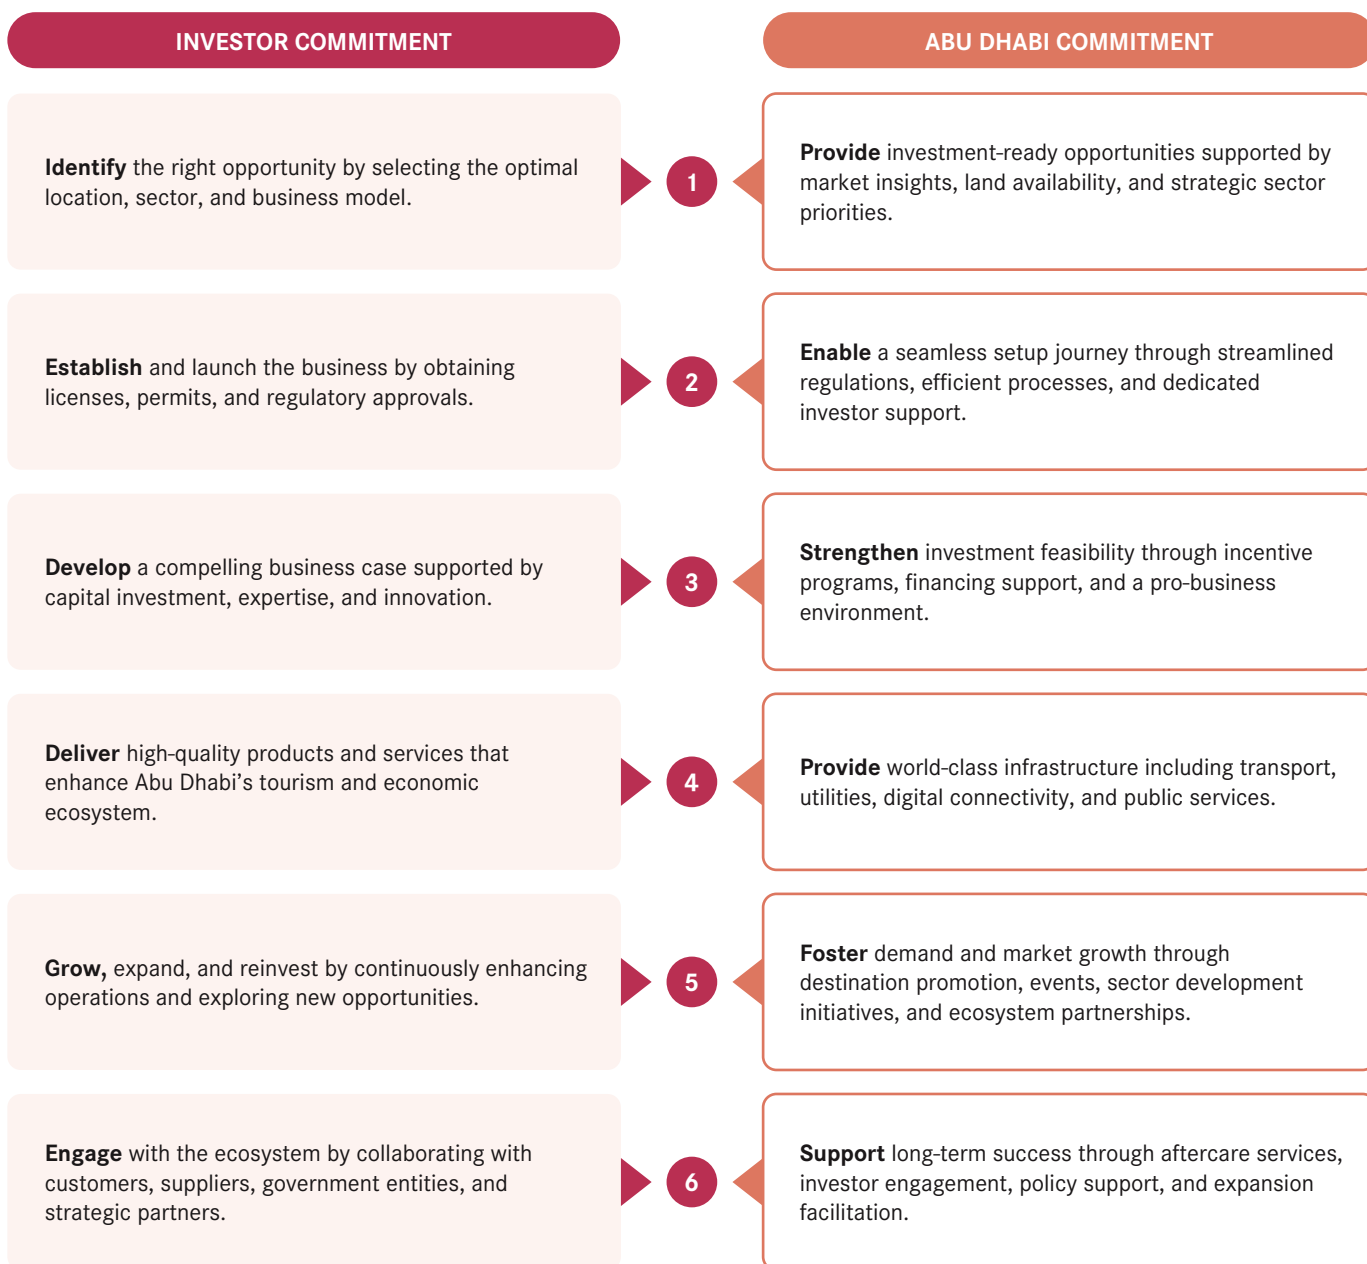 INVESTOR COMMITMENT
ABU DHABI COMMITMENT
Identify the right opportunity by selecting the optimal
location, sector, and business model.
1
Provide investment-ready opportunities supported by
market insights, land availability, and strategic sector
priorities.
Establish and launch the business by obtaining
licenses, permits, and regulatory approvals.
2
Enable a seamless setup journey through streamlined
regulations, efficient processes, and dedicated
investor support.
Develop a compelling business case supported by
capital investment, expertise, and innovation.
3
Strengthen investment feasibility through incentive
programs, financing support, and a pro-business
environment.
Deliver high-quality products and services that
enhance Abu Dhabi’s tourism and economic
ecosystem.
4
Provide world-class infrastructure including transport,
utilities, digital connectivity, and public services.
Grow, expand, and reinvest by continuously enhancing
operations and exploring new opportunities.
5
Foster demand and market growth through
destination promotion, events, sector development
initiatives, and ecosystem partnerships.
Engage with the ecosystem by collaborating with
customers, suppliers, government entities, and
strategic partners.
6
Support long-term success through aftercare services,
investor engagement, policy support, and expansion
facilitation.